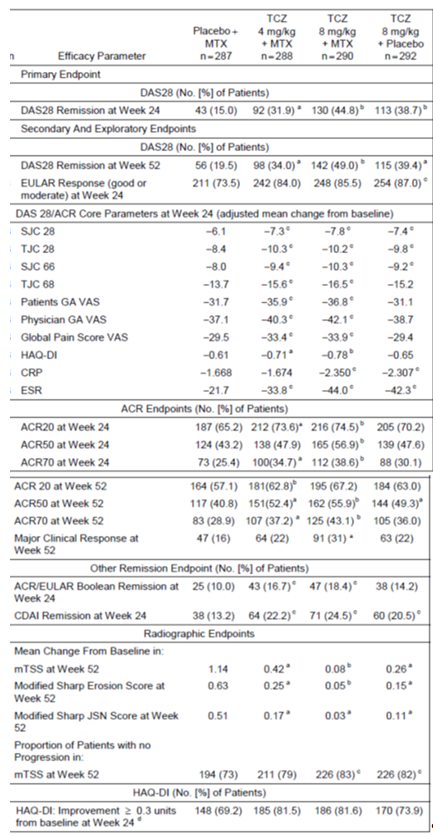 Placebo + TCZ TCZ TCZ
MTX 4 mg/kg 8 mg/kg 8 mg/kg
n Efficacy Parameter n=287 + MTX + MTX + Placebo
n=288 n=290 n=292
Primary Endpoint
DAS28 (No. [%] of Patients)
DAS28 Remission at Week 24 43 (15.0) 92 (31.9) a 130 (44.8) b 113 (38.7) b
Secondary And Exploratory Endpoints
DAS28 (No. [%] of Patients)
DAS28 Remission at Week 52 56 (19.5) 98 (34.0) a 142 (49.0) b 115 (39.4) a
EULAR Response (good or 211 (73.5) 242 (84.0) 248 (85.5) 254 (87.0) c
moderate) at Week 24
DAS 28/ACR Core Parameters at Week 24 (adjusted mean change from baseline)
SJC 28 −6.1 −7.3 c −7.8 c −7.4 c
TJC 28 −8.4 −10.3 c −10.2 c −9.8 c
SJC 66 −8.0 −9.4 c −10.3 c −9.2 c
TJC 68 −13.7 −15.6 c −16.5 c −15.2
Patients GA VAS −31.7 −35.9 c −36.8 c −31.1
Physician GA VAS −37.1 −40.3 c −42.1 c −38.7
Global Pain Score VAS −29.5 −33.4 c −33.9 c −29.4
HAQ-DI −0.61 −0.71 a −0.78 b −0.65
CRP −1.668 −1.674 −2.350 c −2.307 c
ESR −21.7 −33.8 c −44.0 c −42.3 c
ACR Endpoints (No. [%] of Patients)
ACR20 at Week 24 187 (65.2) 212 (73.6) a 216 (74.5) b 205 (70.2)
ACR50 at Week 24 124 (43.2) 138 (47.9) 165 (56.9) b 139 (47.6)
ACR70 at Week 24 73 (25.4) 100(34.7) a 112 (38.6) b 88 (30.1)
ACR 20 at Week 52 164 (57.1) 181(62.8) b 195 (67.2) 184 (63.0)
ACR50 at Week 52 117 (40.8) 151(52.4) a 162 (55.9) b 144 (49.3) a
ACR70 at Week 52 83 (28.9) 107 (37.2) a 125 (43.1) b 105 (36.0)
Major Clinical Response at 47 (16) 64 (22) 91 (31) 63 (22)
Week 52
Other Remission Endpoint (No. [%] of Patients)
ACR/EULAR Boolean Remission at 25 (10.0) 43 (16.7) c 47 (18.4) c 38 (14.2)
Week 24
CDAI Remission at Week 24 38 (13.2) 64 (22.2) c 71 (24.5) c 60 (20.5) c
Radiographic Endpoints
Mean Change From Baseline in:
mTSS at Week 52 1.14 0.42 a 0.08 b 0.26 a
Modified Sharp Erosion Score at 0.63 0.25 a 0.05 b 0.15 a
Week 52
Modified Sharp JSN Score at Week 0.51 0.17 a 0.03 a 0.11 a
52
Proportion of Patients with no
Progression in:
mTSS at Week 52 194 (73) 211 (79) 226 (83) c 226 (82) c
HAQ-DI (No. [%] of Patients)
HAQ-DI: Improvement ≥ 0.3 units 148 (69.2) 185 (81.5) 186 (81.6) 170 (73.9)
from baseline at Week 24 d